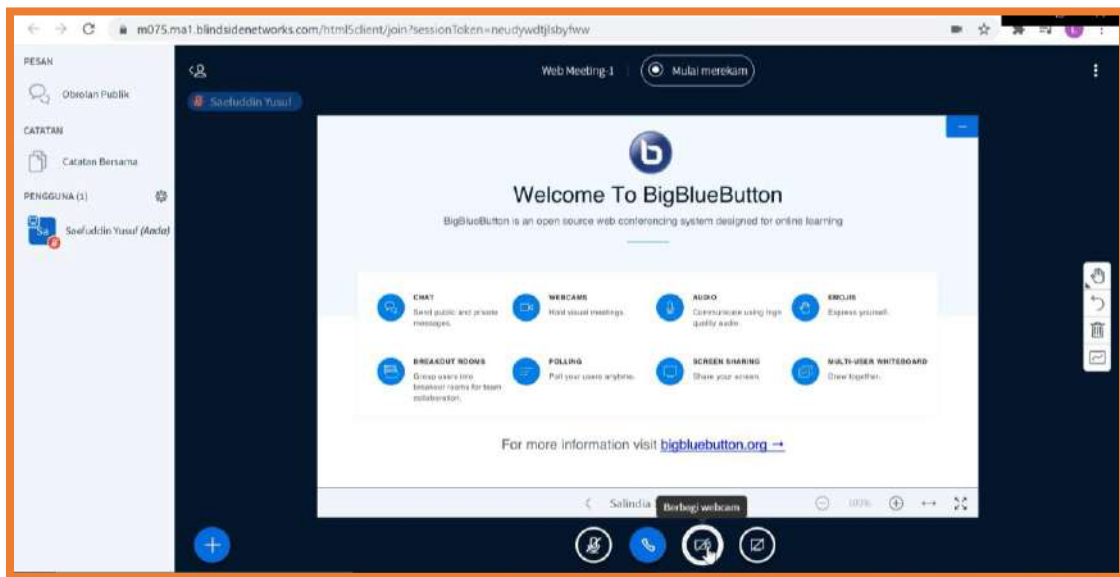 m075.ma1.blindsidenetworks.com/html5client/join?sessionToken=neudywdtjlsbyfww
PESAN
Obrolan Publik
CATATAN
Catatan Bersama
PENGGUNA (1)
Sa
Saefuddin Yusuf (Anda)
Web Meeting-1
Mulai merekam
Saefuddin Yusuf
b
Welcome To BigBlueButton
BigBlueButton is an open source web conferencing system designed for online learning
CHAT
Send public and private
messages.
WEBCAMS
Hold visual meetings.
AUDIO
Communicate using high
quality audio.
EMOJIS
Express yourself.
BREAKOUT ROOMS
Group users into
breakout rooms for team
collaboration.
POLLING
Poll your users anytime.
SCREEN SHARING
Share your screen.
MULTI-USER WHITEBOARD
Draw together.
For more information visit bigbluebutton.org →
Salindia
100%
Berbagi webcam